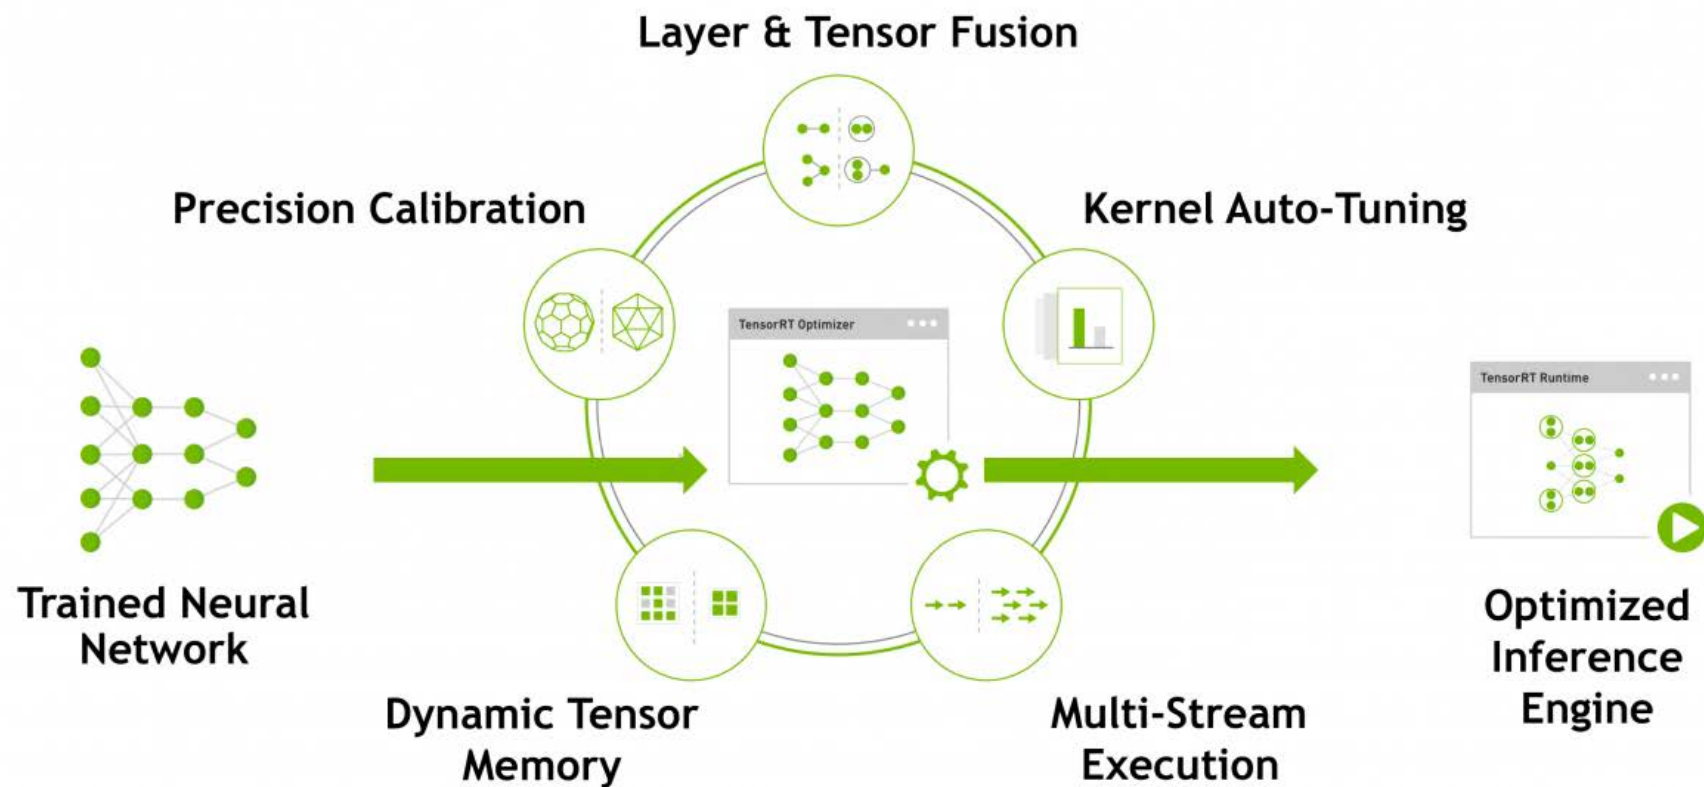 Layer & Tensor Fusion
Precision Calibration
Kernel Auto-Tuning
TensorRT Optimizer
TensorRT Runtime
Trained Neural
Network
Optimized
Inference
Engine
Dynamic Tensor
Memory
Multi-Stream
Execution